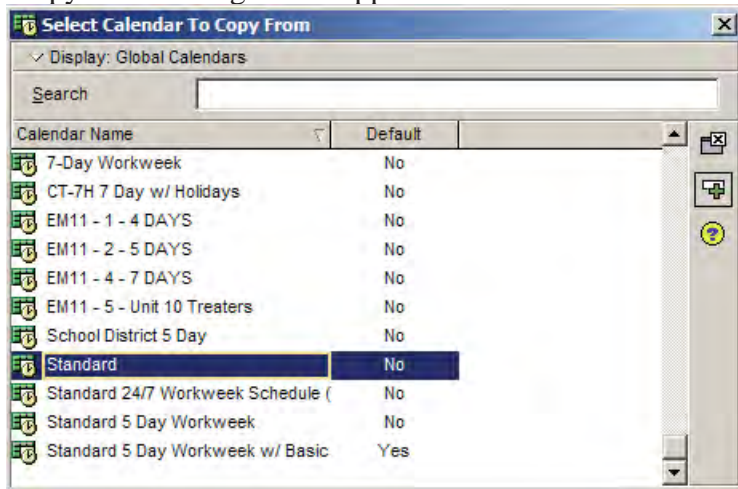 Select Calendar To Copy From
Display: Global Calendars
Search
Calendar Name Default
7-Day Workweek No
CT-7H 7 Day w/ Holidays No
EM11 - 1 - 4 DAYS No
EM11 - 2 - 5 DAYS No
EM11 - 4 - 7 DAYS No
EM11 - 5 - Unit 10 Treaters No
School District 5 Day No
Standard No
Standard 24/7 Workweek Schedule ( No
Standard 5 Day Workweek No
Standard 5 Day Workweek w/ Basic Yes